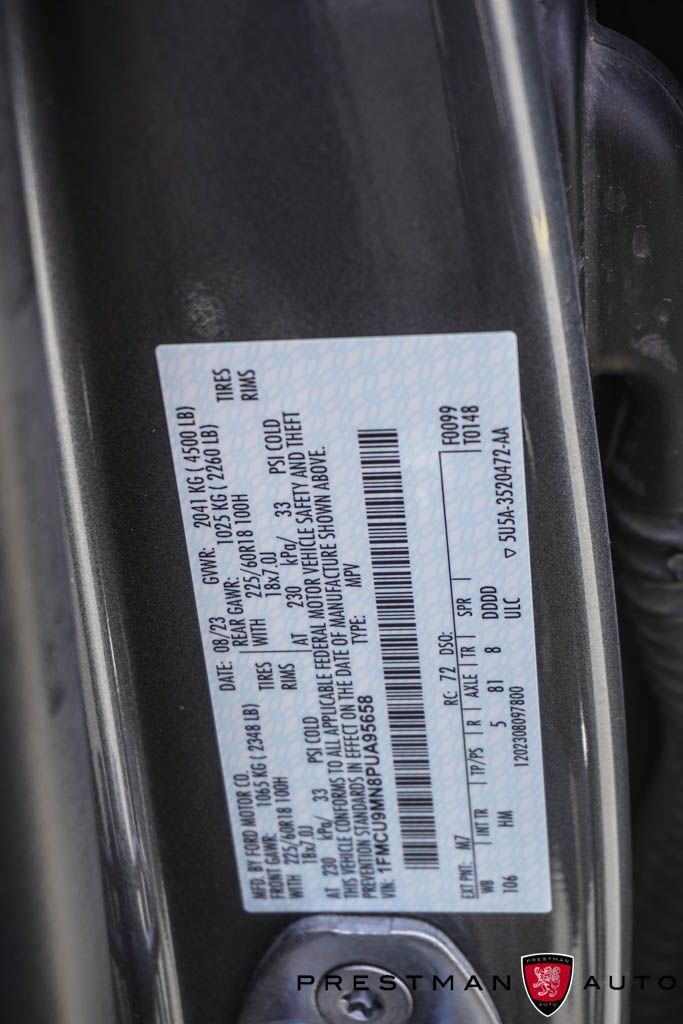 MFD. BY FORD MOTOR CO. DATE: 08/23 GVWR: 2041 KG ( 4500 LB)
FRONT GAWR: 1065 KG ( 2348 LB) REAR GAWR: 1025 KG ( 2260 LB)
WITH 225/60R18 100H TIRES WITH 225/60R18 100H TIRES
18x7.0J RIMS 18x7.0J RIMS
AT 230 kPa/ 33 PSI COLD AT 230 kPa/ 33 PSI COLD
THIS VEHICLE CONFORMS TO ALL APPLICABLE FEDERAL MOTOR VEHICLE SAFETY AND THEFT
PREVENTION STANDARDS IN EFFECT ON THE DATE OF MANUFACTURE SHOWN ABOVE.
VIN: 1FMCU9MN8PUA95658 TYPE: MPV
EXT PNT: M7 RC: 72 DSO: F0099
WB INT TR TP/PS R AXLE TR SPR T0148
106 HM 5 81 8 DDDD
1202308097800 ULC ▽ 5U5A-3520472-AA
PRESTMAN AUTO
PRESTMAN